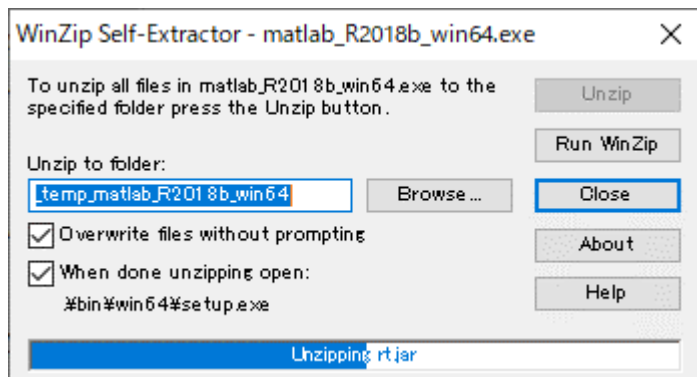 WinZip Self-Extractor - matlab_R2018b_win64.exe
To unzip all files in matlab_R2018b_win64.exe to the
specified folder press the Unzip button.
Unzip to folder:
_temp_matlab_R2018b_win64
Overwrite files without prompting
When done unzipping open:
.¥bin¥win64¥setup.exe
Unzip
Run WinZip
Browse...
Close
About
Help
Unzipping rt.jar